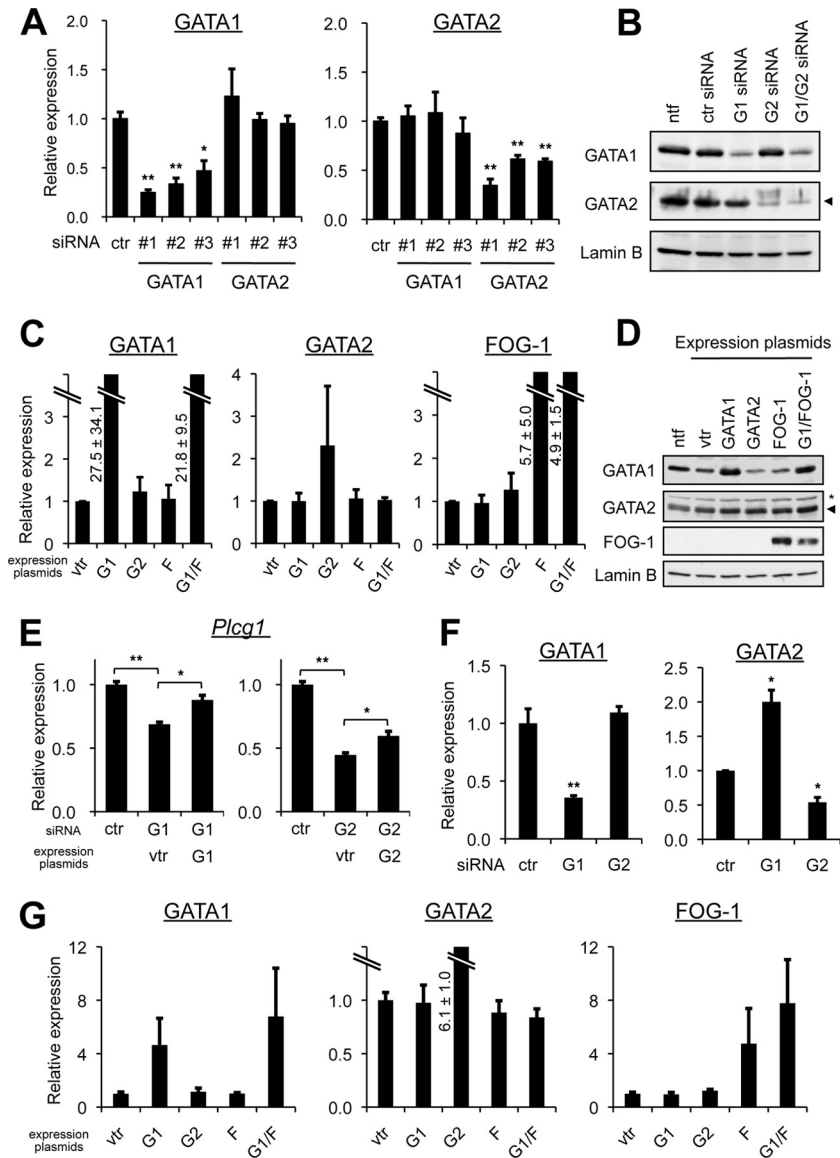 A
GATA1
GATA2
Relative expression
2.0
1.5
1.0
0.5
0.0
** ** *
2.0
1.5
1.0
0.5
0.0
** ** **
siRNA ctr #1 #2 #3 #1 #2 #3
GATA1 GATA2
ctr #1 #2 #3 #1 #2 #3
GATA1 GATA2
B
ntf
ctr siRNA
G1 siRNA
G2 siRNA
G1/G2 siRNA
GATA1
GATA2
Lamin B
C
GATA1
GATA2
FOG-1
Relative expression
3
2
1
0
27.5 ± 34.1
21.8 ± 9.5
4
3
2
1
0
3
2
1
0
5.7 ± 5.0
4.9 ± 1.5
expression
plasmids
vtr G1 G2 F G1/F
vtr G1 G2 F G1/F
vtr G1 G2 F G1/F
D
Expression plasmids
ntf
vtr
GATA1
GATA2
FOG-1
G1/FOG-1
GATA1
GATA2
*
FOG-1
Lamin B
E
Plcg1
Relative expression
** *
1.0
0.5
0.0
** *
1.0
0.5
0.0
siRNA ctr G1 G1
expression
plasmids
vtr G1
ctr G2 G2
vtr G2
F
GATA1
GATA2
Relative expression
1.5
1.0
0.5
0.0
**
2.5
2.0
1.5
1.0
0.5
0.0
* *
siRNA ctr G1 G2
ctr G1 G2
G
GATA1
GATA2
FOG-1
Relative expression
12
8
4
0
1.0
0.5
0.0
6.1 ± 1.0
12
8
4
0
expression
plasmids
vtr G1 G2 F G1/F
vtr G1 G2 F G1/F
vtr G1 G2 F G1/F